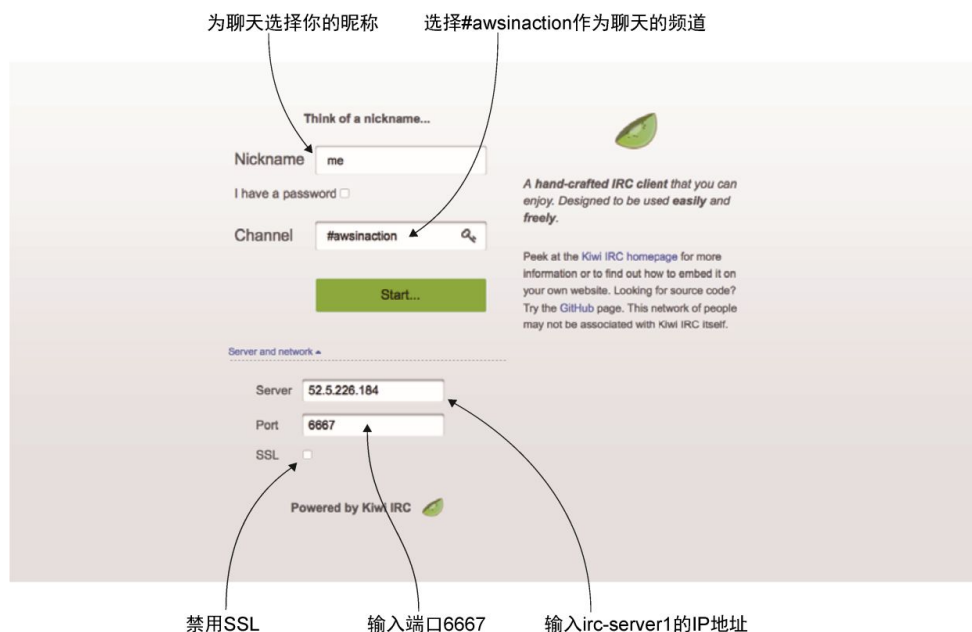 为聊天选择你的昵称
选择#awsinaction作为聊天的频道
Think of a nickname...
Nickname
me
I have a password
Channel
#awsinaction
Start...
A hand-crafted IRC client that you can
enjoy. Designed to be used easily and
freely.
Peek at the Kiwi IRC homepage for more
information or to find out how to embed it on
your own website. Looking for source code?
Try the GitHub page. This network of people
may not be associated with Kiwi IRC itself.
Server and network
Server
52.5.226.184
Port
6667
SSL
Powered by Kiwi IRC
禁用SSL
输入端口6667
输入irc-server1的IP地址